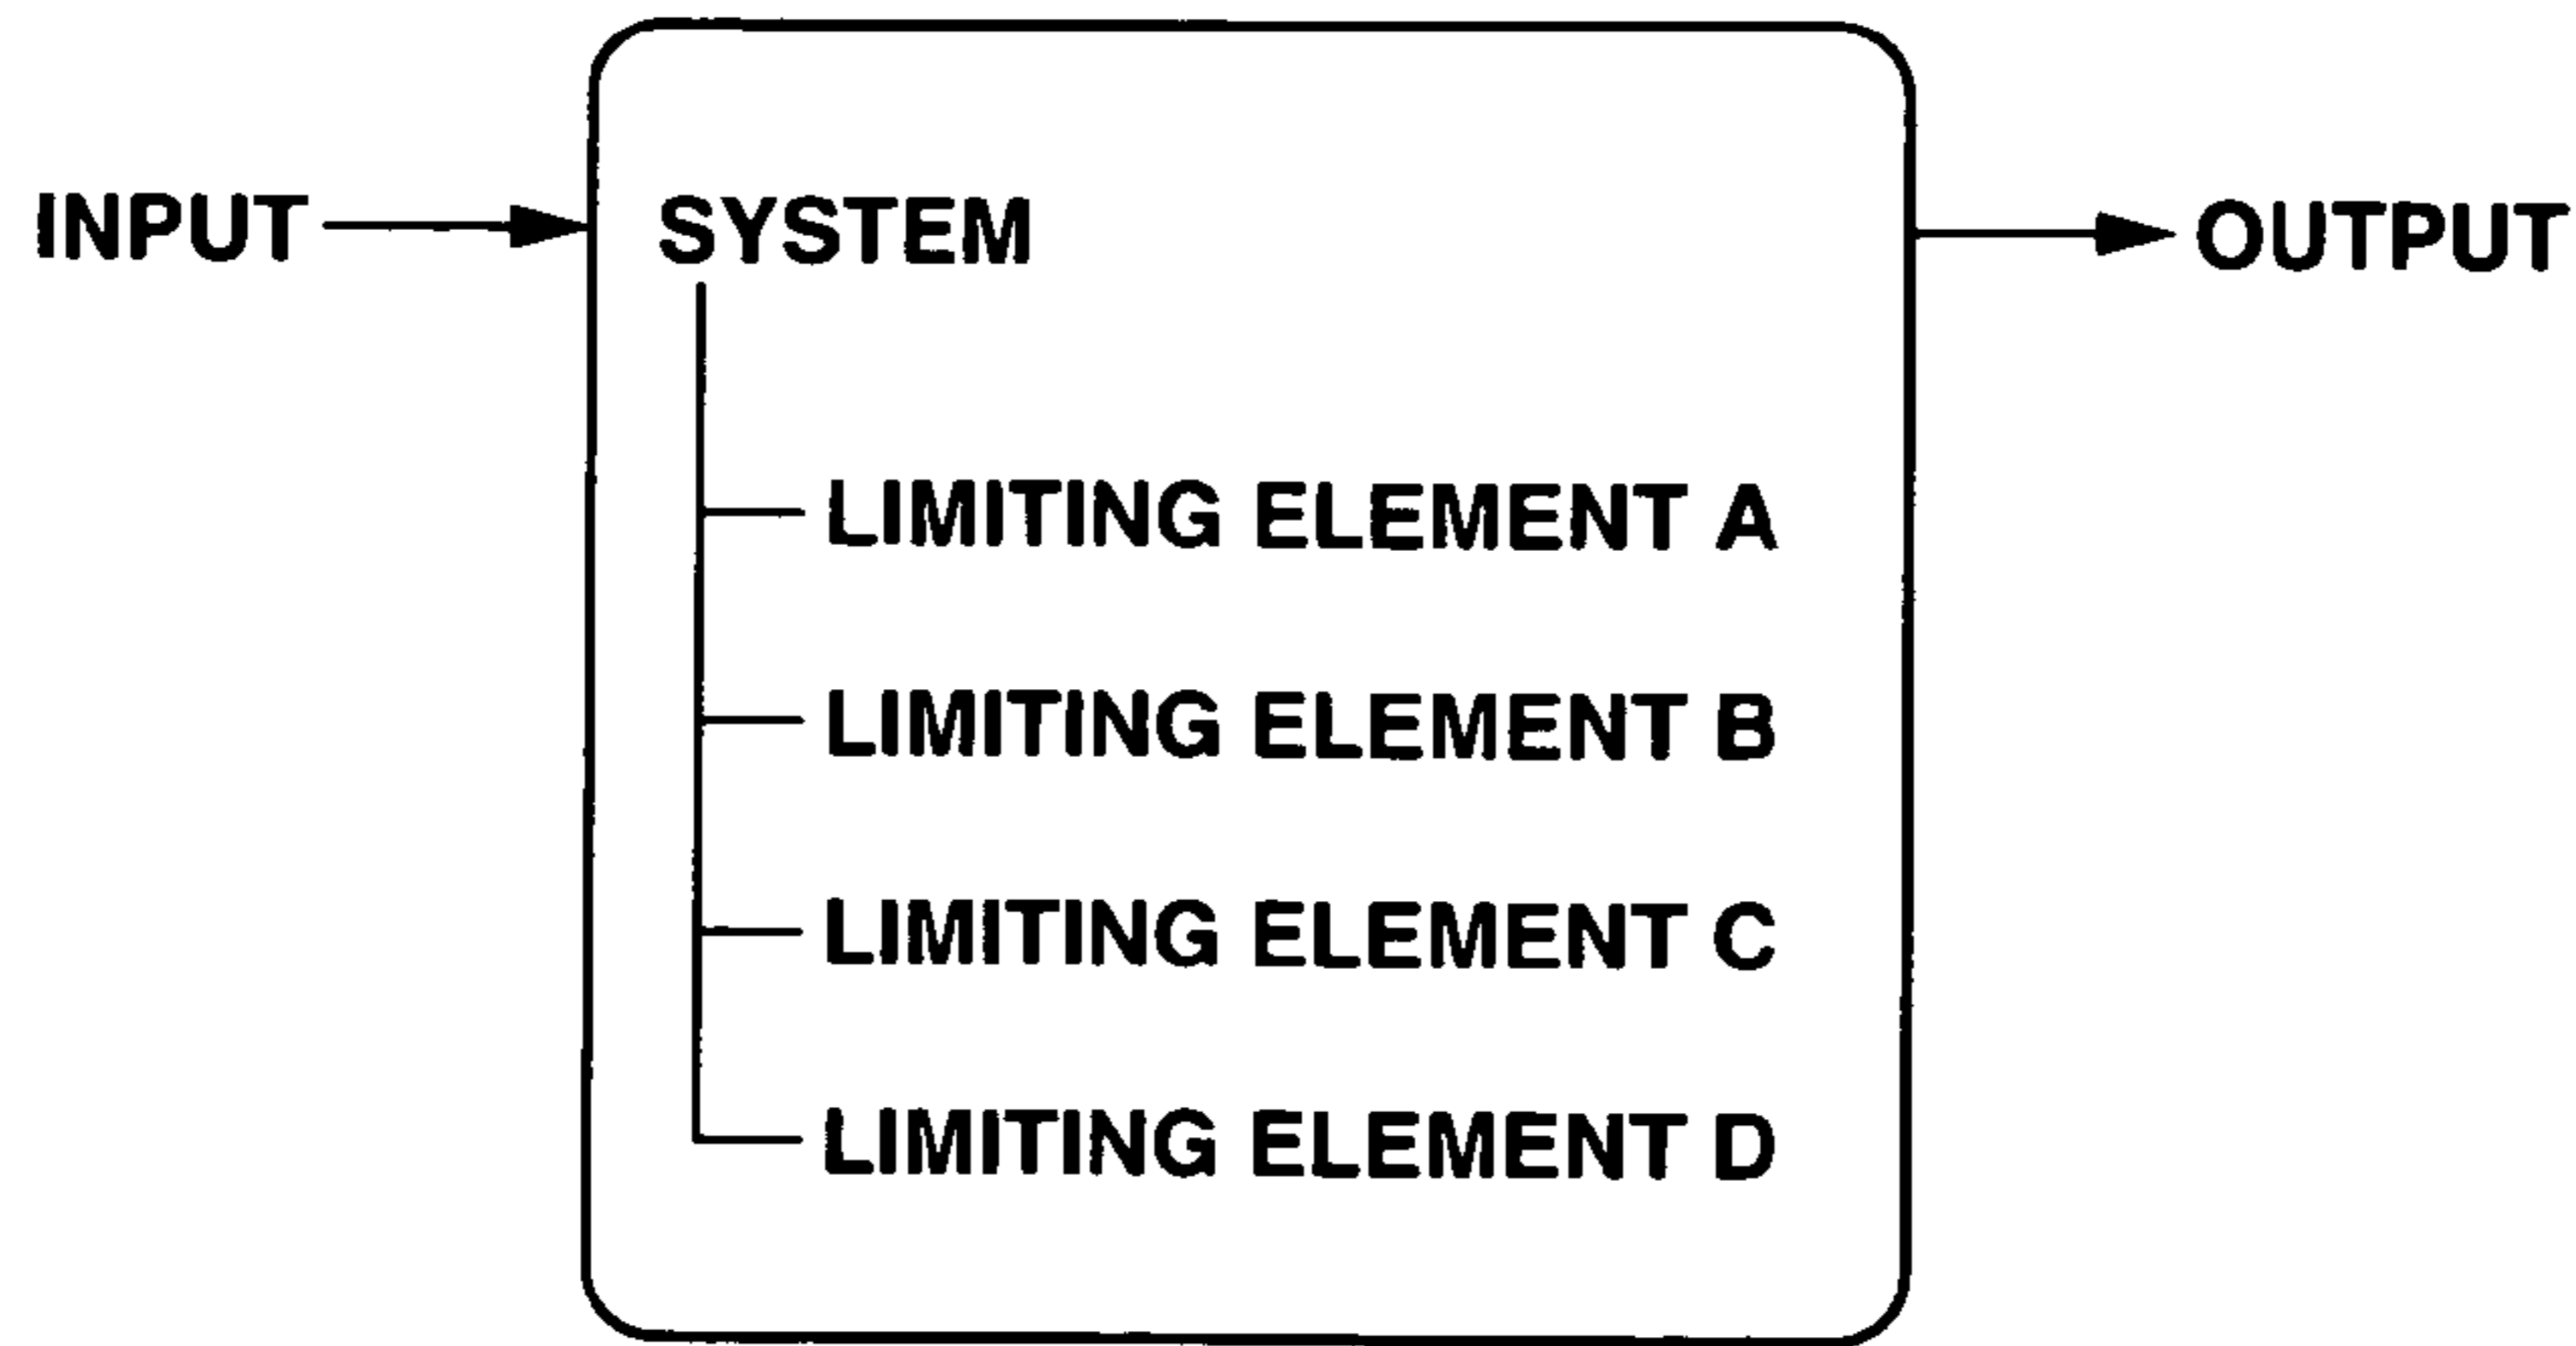 INPUT
SYSTEM
OUTPUT
LIMITING ELEMENT A
LIMITING ELEMENT B
LIMITING ELEMENT C
LIMITING ELEMENT D